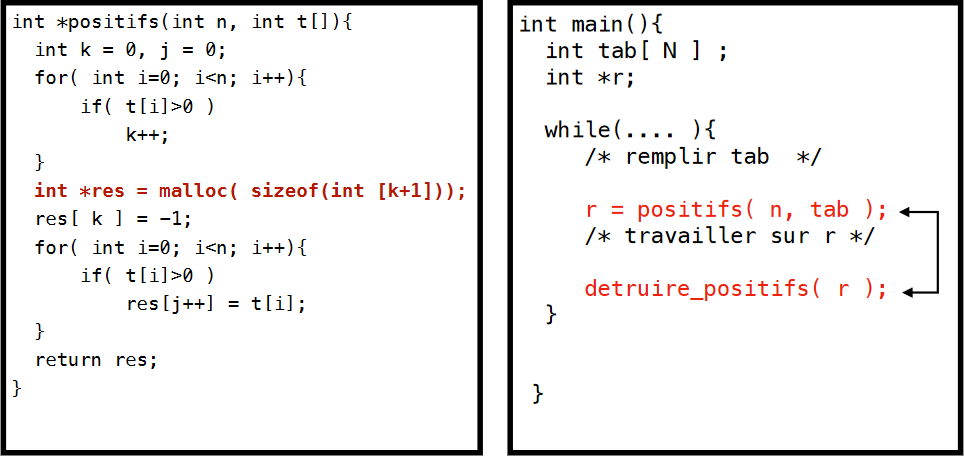 int *positifs(int n, int t[]){
int k = 0, j = 0;
for( int i=0; i<n; i++){
if( t[i]>0 )
k++;
}
int *res = malloc( sizeof(int [k+1]));
res[ k ] = -1;
for( int i=0; i<n; i++){
if( t[i]>0 )
res[j++] = t[i];
}
return res;
}
int main(){
int tab[ N ] ;
int *r;
while(.... ){
/* remplir tab */
r = positifs( n, tab );
/* travailler sur r */
detruire_positifs( r );
}
}